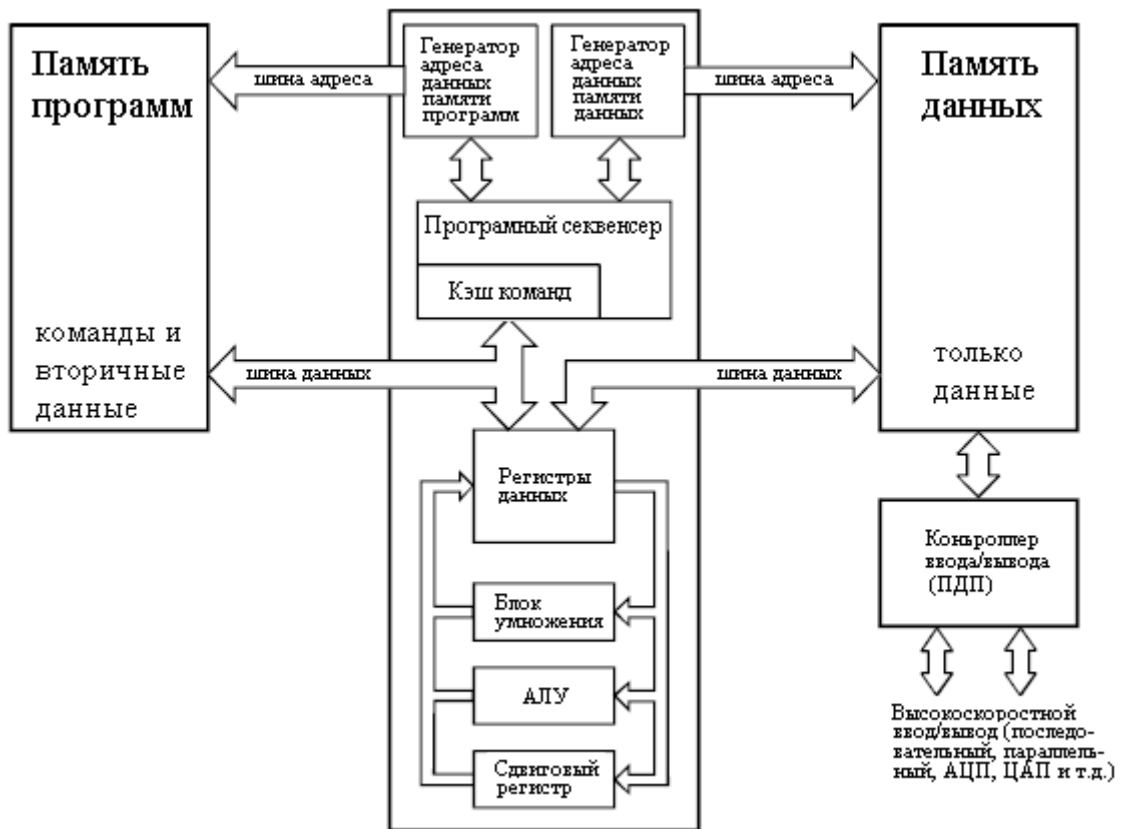 Память
программ
команды и
вторичные
данные
шина адреса
шина данных
Генератор
адреса
данных
памяти
программ
Генератор
адреса
данных
памяти
данных
Програмный секвенсер
Кэш команд
Регистры
данных
Блок
умножения
АЛУ
Сдвиговый
регистр
шина адреса
шина данных
Память
данных
только
данные
Коньроллер
ввода/вывода
(ПДП)
Высокоскоростной
ввод/вывод (последо-
вательный, параллель-
ный, АЦП, ЦАП и т.д.)